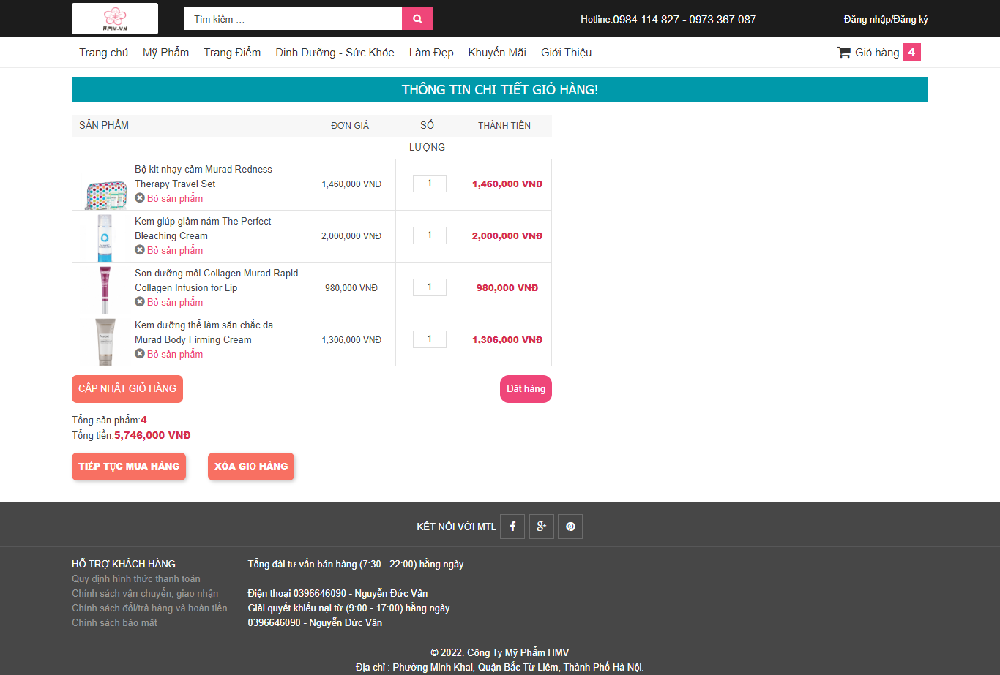 HMV.VN
Tìm kiếm ...
Hotline:0984 114 827 - 0973 367 087
Đăng nhập/Đăng ký
Trang chủ Mỹ Phẩm Trang Điểm Dinh Dưỡng - Sức Khỏe Làm Đẹp Khuyến Mãi Giới Thiệu
Giỏ hàng 4
THÔNG TIN CHI TIẾT GIỎ HÀNG!
SẢN PHẨM ĐƠN GIÁ SỐ THÀNH TIỀN
LƯỢNG
Bộ kit nhạy cảm Murad Redness
Therapy Travel Set
Bỏ sản phẩm
1,460,000 VNĐ 1 1,460,000 VNĐ
Kem giúp giảm nám The Perfect
Bleaching Cream
Bỏ sản phẩm
2,000,000 VNĐ 1 2,000,000 VNĐ
Son dưỡng môi Collagen Murad Rapid
Collagen Infusion for Lip
Bỏ sản phẩm
980,000 VNĐ 1 980,000 VNĐ
Kem dưỡng thể làm săn chắc da
Murad Body Firming Cream
Bỏ sản phẩm
1,306,000 VNĐ 1 1,306,000 VNĐ
CẬP NHẬT GIỎ HÀNG
Đặt hàng
Tổng sản phẩm:4
Tổng tiền:5,746,000 VNĐ
TIẾP TỤC MUA HÀNG
XÓA GIỎ HÀNG
KẾT NỐI VỚI MTL
HỖ TRỢ KHÁCH HÀNG
Quy định hình thức thanh toán
Chính sách vận chuyển, giao nhận
Chính sách đổi/trả hàng và hoàn tiền
Chính sách bảo mật
Tổng đài tư vấn bán hàng (7:30 - 22:00) hằng ngày
Điện thoại 0396646090 - Nguyễn Đức Vân
Giải quyết khiếu nại từ (9:00 - 17:00) hằng ngày
0396646090 - Nguyễn Đức Vân
© 2022. Công Ty Mỹ Phẩm HMV
Địa chỉ : Phường Minh Khai, Quận Bắc Từ Liêm, Thành Phố Hà Nội.